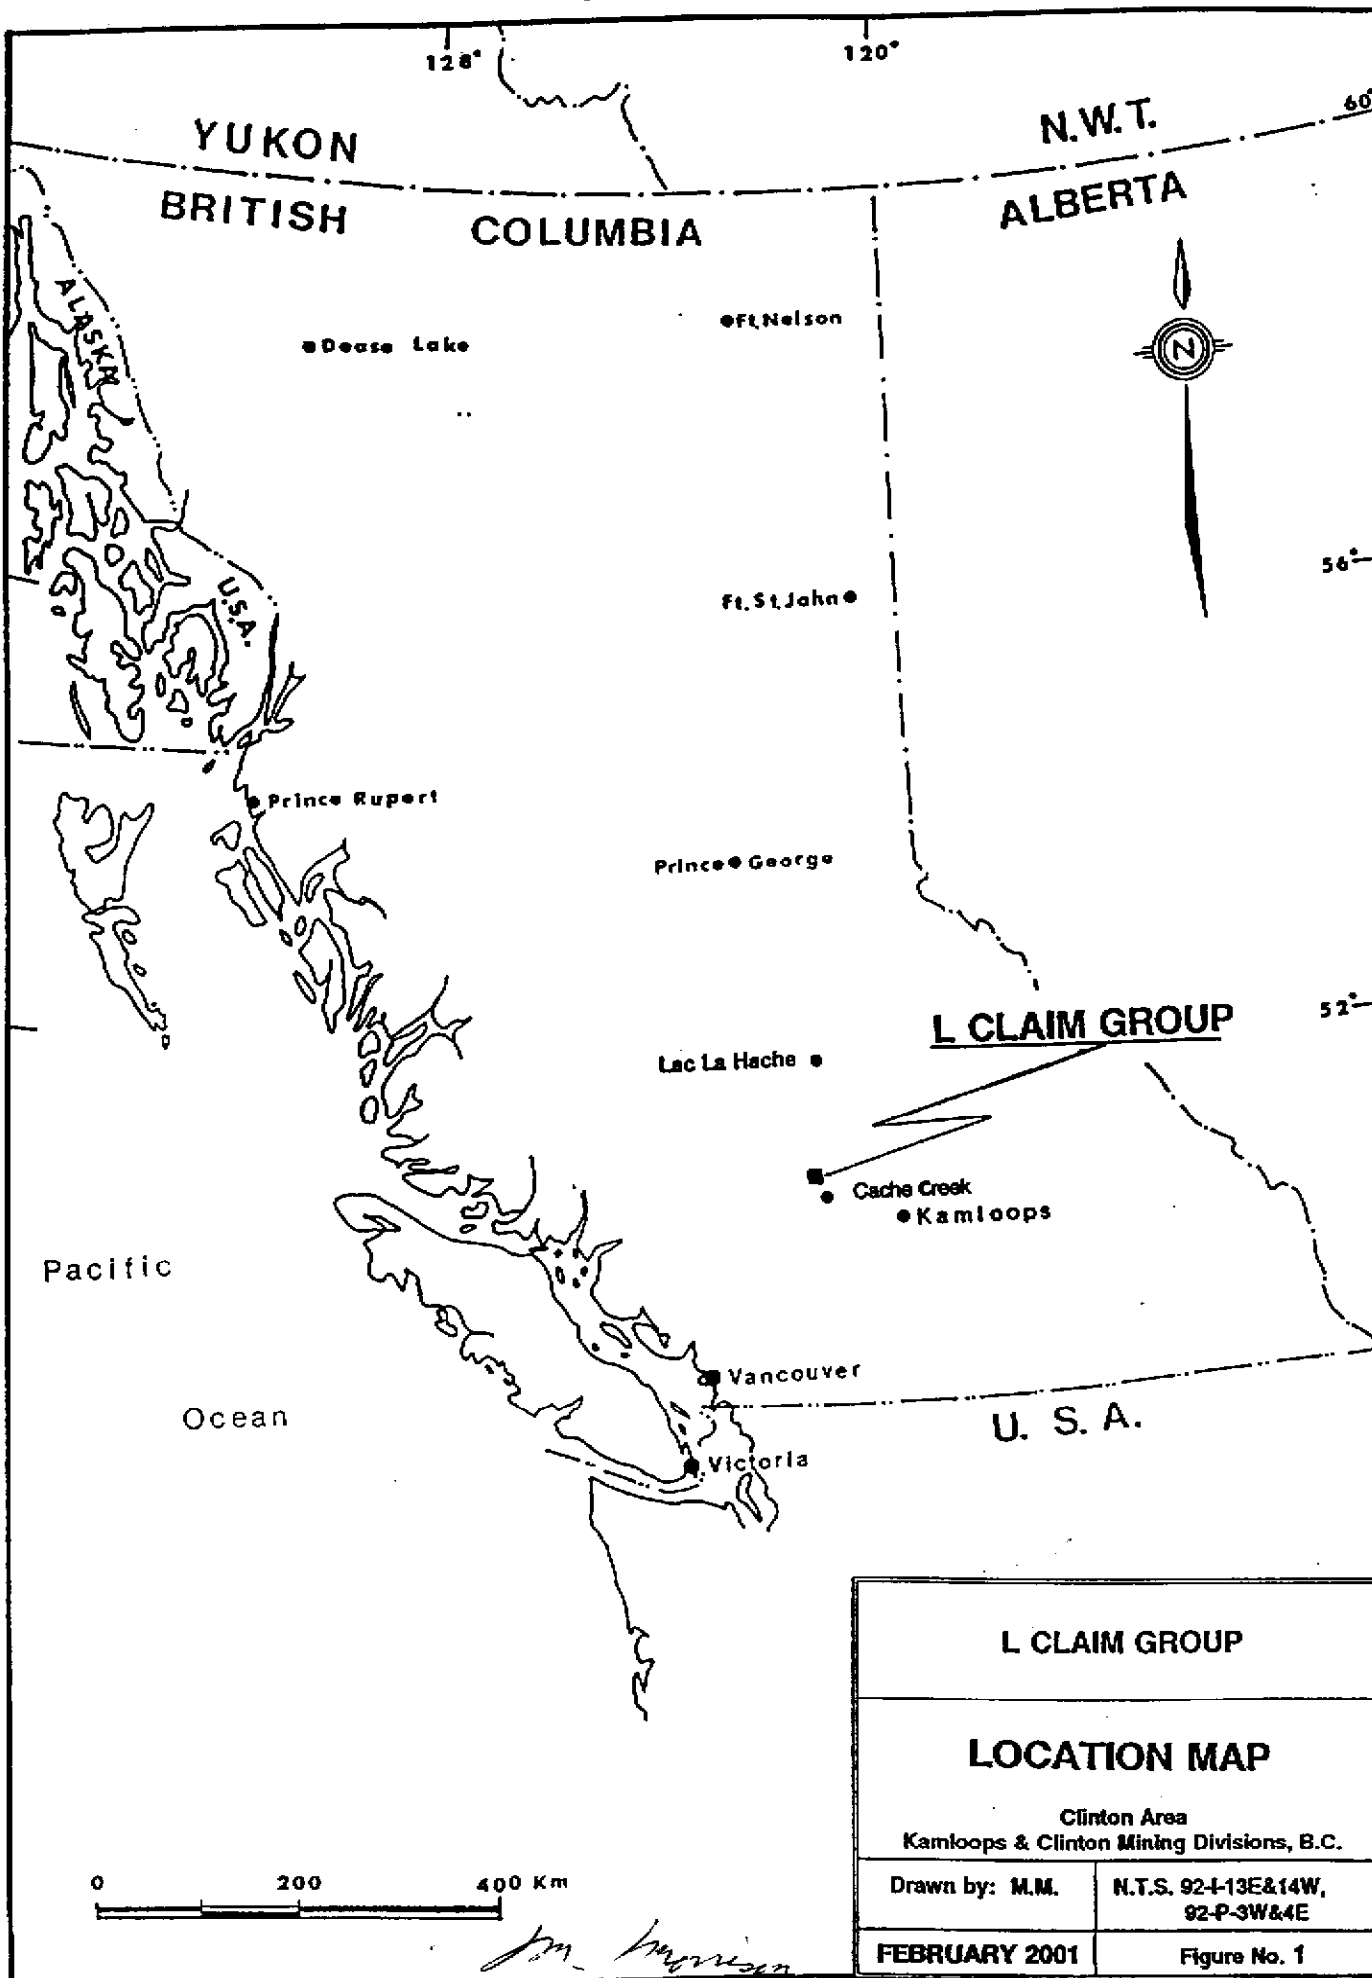 128° 120°
60°
YUKON
N.W.T.
BRITISH COLUMBIA
ALBERTA
ALASKA
Ft. Nelson
Dease Lake
N
56°
U.S.A.
Ft. St. John
Prince Rupert
Prince George
52°
L CLAIM GROUP
Lac La Hache
Cache Creek
Kamloops
Pacific
Ocean
Vancouver
U. S. A.
Victoria
L CLAIM GROUP
LOCATION MAP
Clinton Area
Kamloops & Clinton Mining Divisions, B.C.
Drawn by: M.M.
N.T.S. 92-I-13E&14W,
92-P-3W&4E
FEBRUARY 2001
Figure No. 1
0 200 400 Km
Morrison